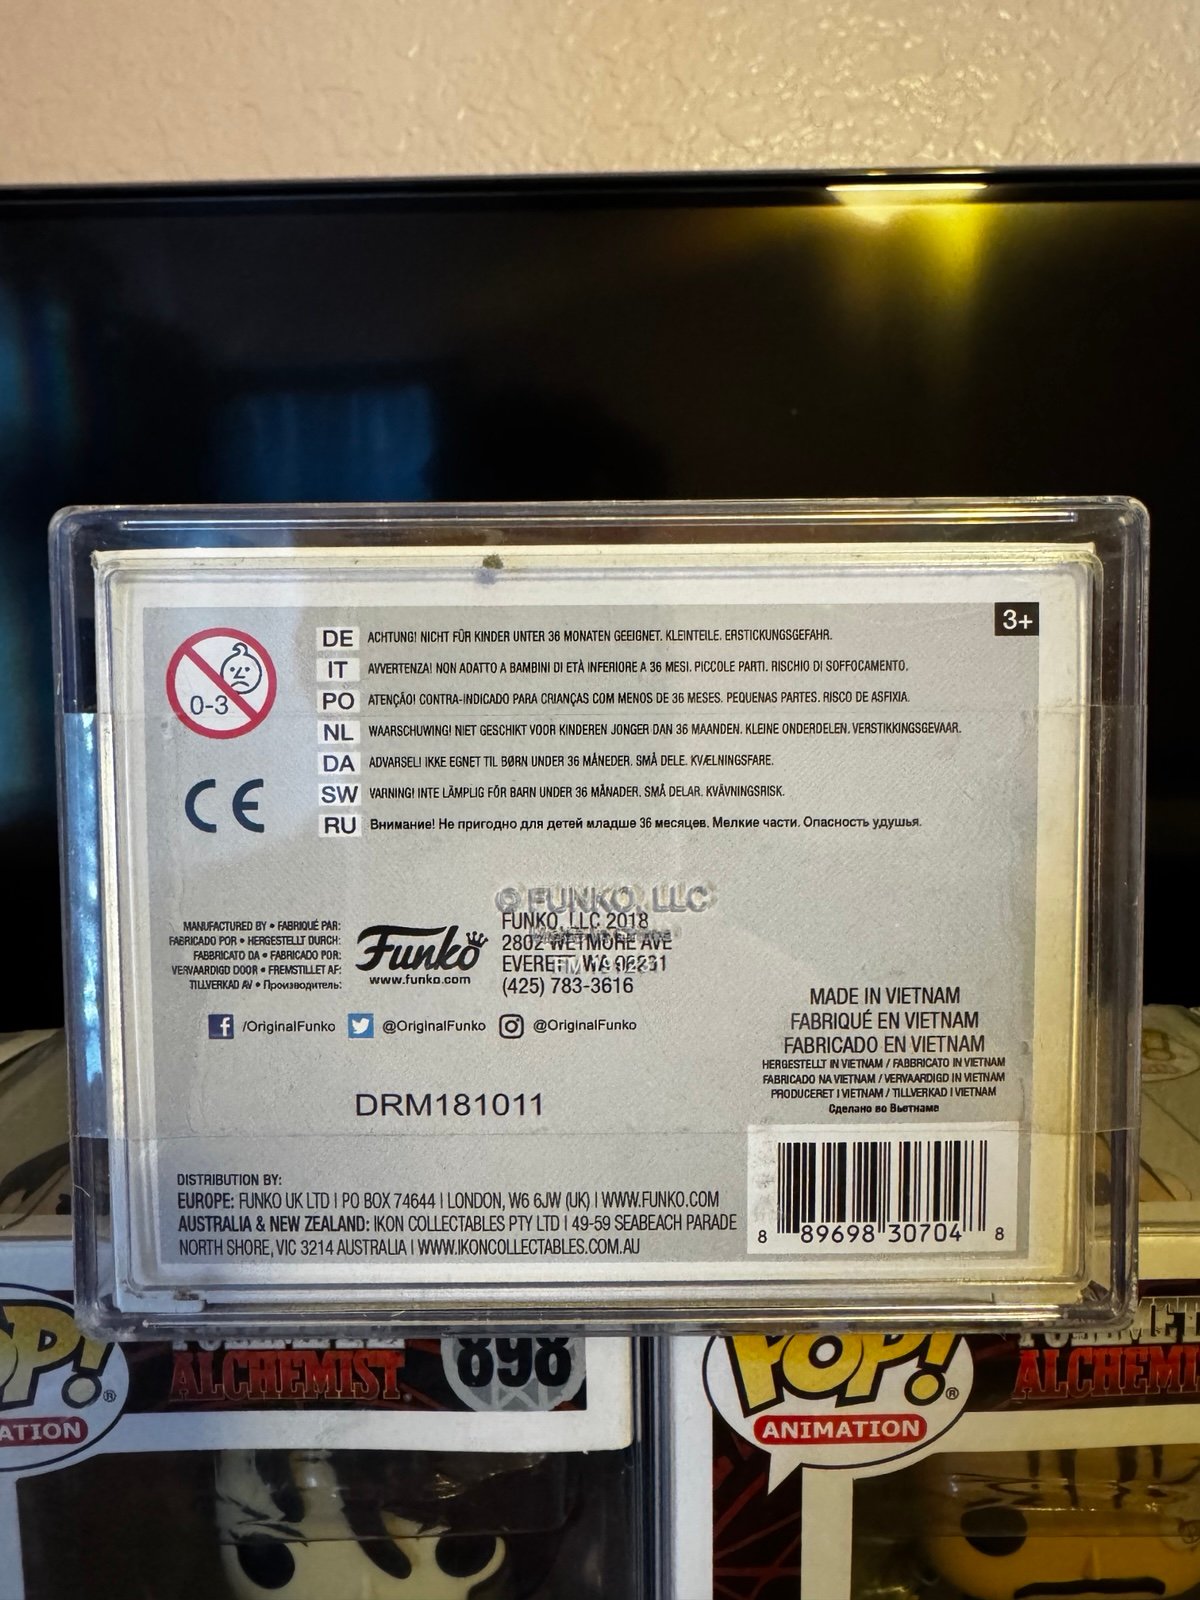 3+
0-3
DE ACHTUNG! NICHT FÜR KINDER UNTER 36 MONATEN GEEIGNET. KLEINTEILE. ERSTICKUNGSGEFAHR.
IT AVVERTENZA! NON ADATTO A BAMBINI DI ETÀ INFERIORE A 36 MESI. PICCOLE PARTI. RISCHIO DI SOFFOCAMENTO.
PO ATENÇÃO! CONTRA-INDICADO PARA CRIANÇAS COM MENOS DE 36 MESES. PEQUENAS PARTES. RISCO DE ASFIXIA.
NL WAARSCHUWING! NIET GESCHIKT VOOR KINDEREN JONGER DAN 36 MAANDEN. KLEINE ONDERDELEN. VERSTIKKINGSGEVAAR.
DA ADVARSEL! IKKE EGNET TIL BØRN UNDER 36 MÅNEDER. SMÅ DELE. KVÆLNINGSFARE.
SW VARNING! INTE LÄMPLIG FÖR BARN UNDER 36 MÅNADER. SMÅ DELAR. KVÄVNINGSRISK.
RU Внимание! Не пригодно для детей младше 36 месяцев. Мелкие части. Опасность удушья.
CE
© FUNKO, LLC
MANUFACTURED BY • FABRIQUÉ PAR:
FABRICADO POR • HERGESTELLT DURCH:
FABBRICATO DA • FABRICADO POR:
VERVAARDIGD DOOR • FREMSTILLET AF:
TILLVERKAD AV • Производитель:
Funko
www.funko.com
FUNKO, LLC 2018
2802 WETMORE AVE
EVERETT, WA
(425) 783-3616
/OriginalFunko @OriginalFunko @OriginalFunko
MADE IN VIETNAM
FABRIQUÉ EN VIETNAM
FABRICADO EN VIETNAM
HERGESTELLT IN VIETNAM / FABBRICATO IN VIETNAM
FABRICADO NA VIETNAM / VERVAARDIGD IN VIETNAM
PRODUCERET I VIETNAM / TILLVERKAD I VIETNAM
Сделано во Вьетнаме
DRM181011
DISTRIBUTION BY:
EUROPE: FUNKO UK LTD | PO BOX 74644 | LONDON, W6 6JW (UK) | WWW.FUNKO.COM
AUSTRALIA & NEW ZEALAND: IKON COLLECTABLES PTY LTD | 49-59 SEABEACH PARADE
NORTH SHORE, VIC 3214 AUSTRALIA | WWW.IKONCOLLECTABLES.COM.AU
8 89698 30704 8
ALCHEMIST
898
POP!®
ANIMATION